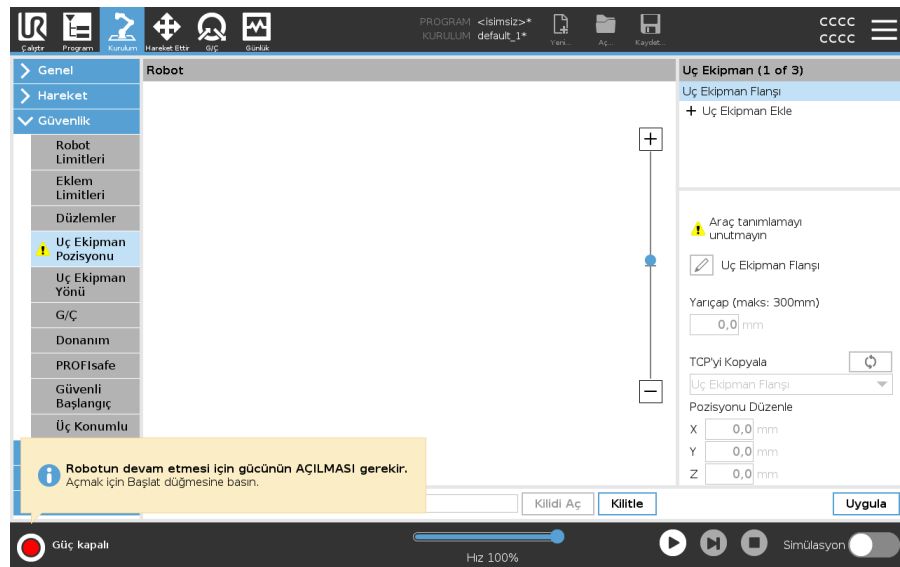 PROGRAM <isimsiz>*
KURULUM default_1*
Çalıştır
Program
Kurulum
Hareket Ettir
G/Ç
Günlük
Yeni...
Aç...
Kaydet...
cccc
cccc
Genel
Hareket
Güvenlik
Robot
Limitleri
Eklem
Limitleri
Düzlemler
Uç Ekipman
Pozisyonu
Uç Ekipman
Yönü
G/Ç
Donanım
PROFIsafe
Güvenli
Başlangıç
Üç Konumlu
Robot
Uç Ekipman (1 of 3)
Uç Ekipman Flanşı
+ Uç Ekipman Ekle
Araç tanımlamayı
unutmayın
Uç Ekipman Flanşı
Yarıçap (maks: 300mm)
0,0 mm
TCP'yi Kopyala
Uç Ekipman Flanşı
Pozisyonu Düzenle
X 0,0 mm
Y 0,0 mm
Z 0,0 mm
Robotun devam etmesi için gücünün AÇILMASI gerekir.
Açmak için Başlat düğmesine basın.
Kilidi Aç
Kilitle
Uygula
Güç kapalı
Hız 100%
Simülasyon